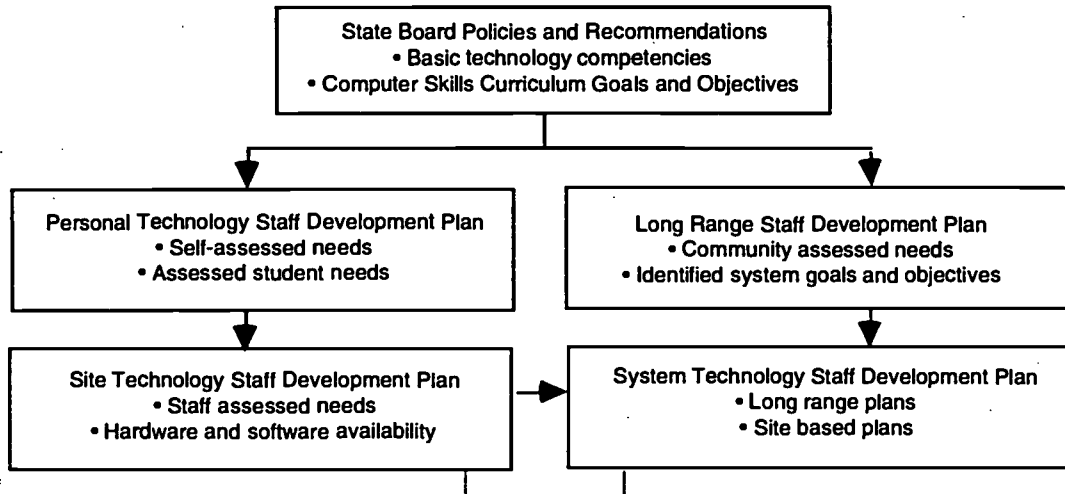 State Board Policies and Recommendations
• Basic technology competencies
• Computer Skills Curriculum Goals and Objectives
Personal Technology Staff Development Plan
• Self-assessed needs
• Assessed student needs
Long Range Staff Development Plan
• Community assessed needs
• Identified system goals and objectives
Site Technology Staff Development Plan
• Staff assessed needs
• Hardware and software availability
System Technology Staff Development Plan
• Long range plans
• Site based plans